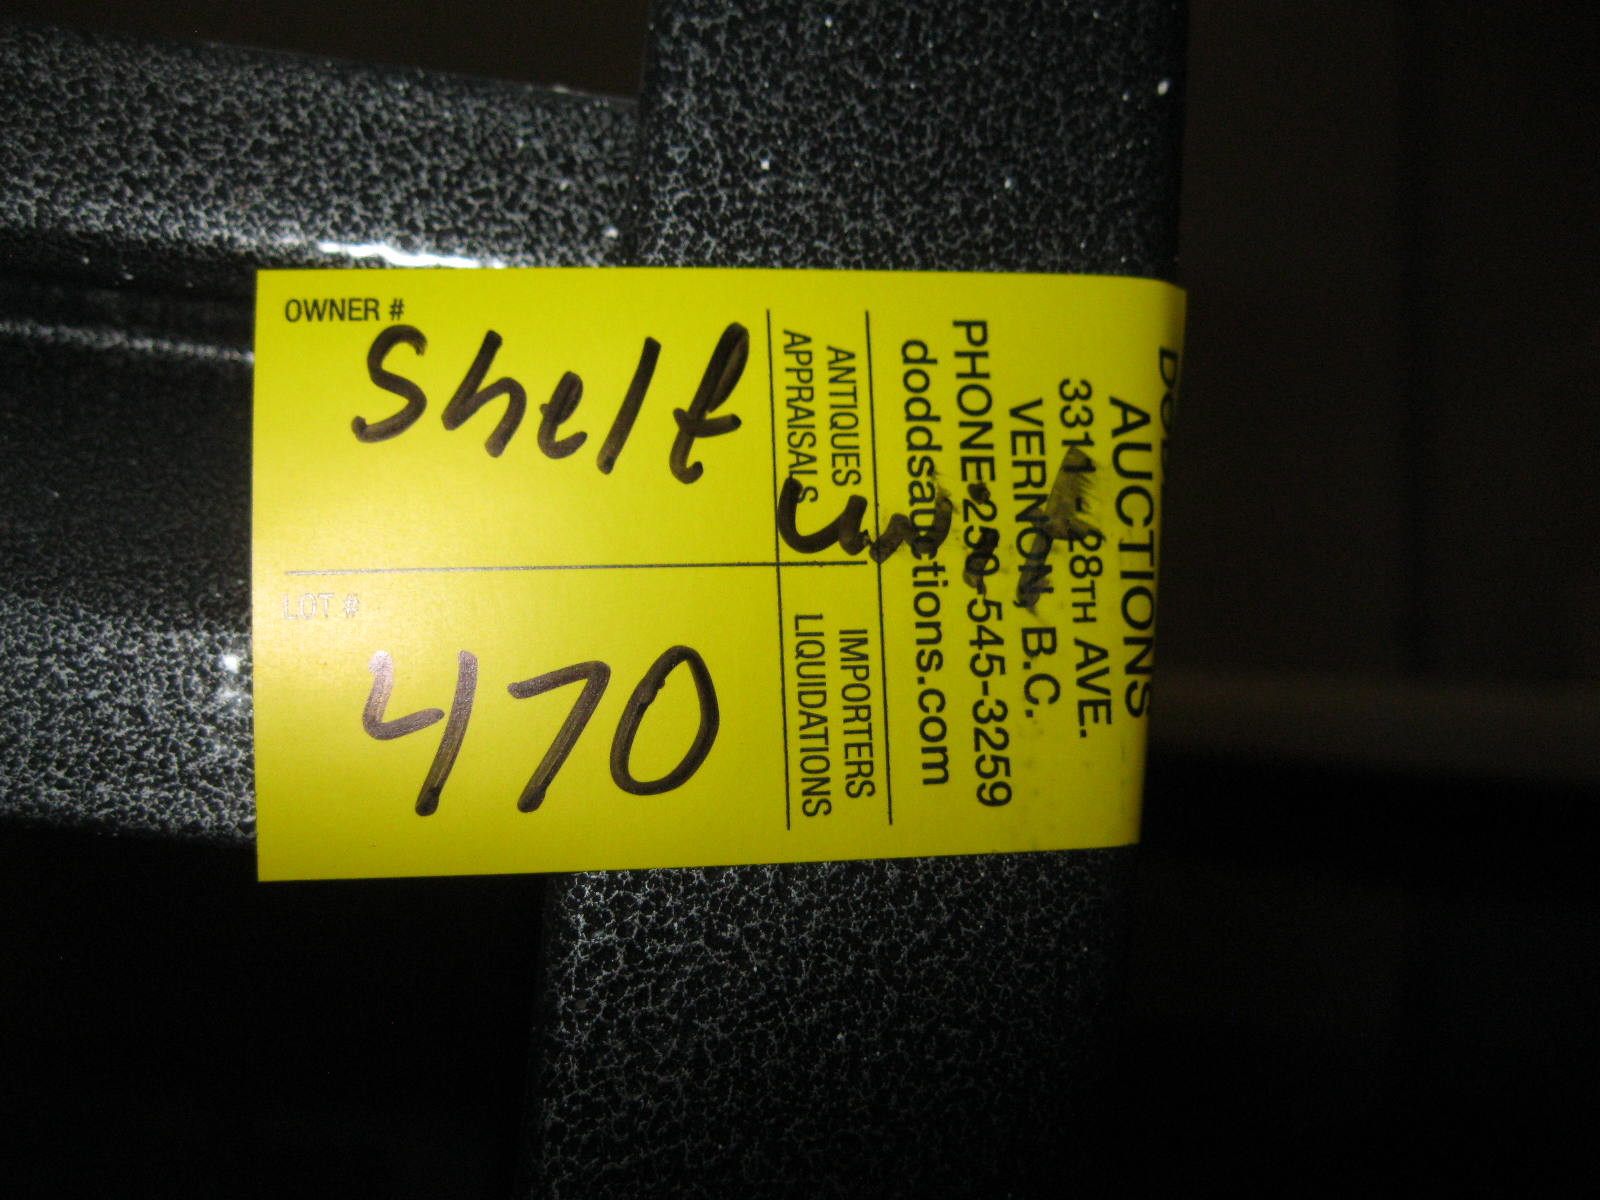 AUCTIONS
3311 - 28TH AVE.
VERNON, B.C.
PHONE 250-545-3259
doddsauctions.com
ANTIQUES IMPORTERS
APPRAISALS LIQUIDATIONS
OWNER #
Shelf
LOT #
470